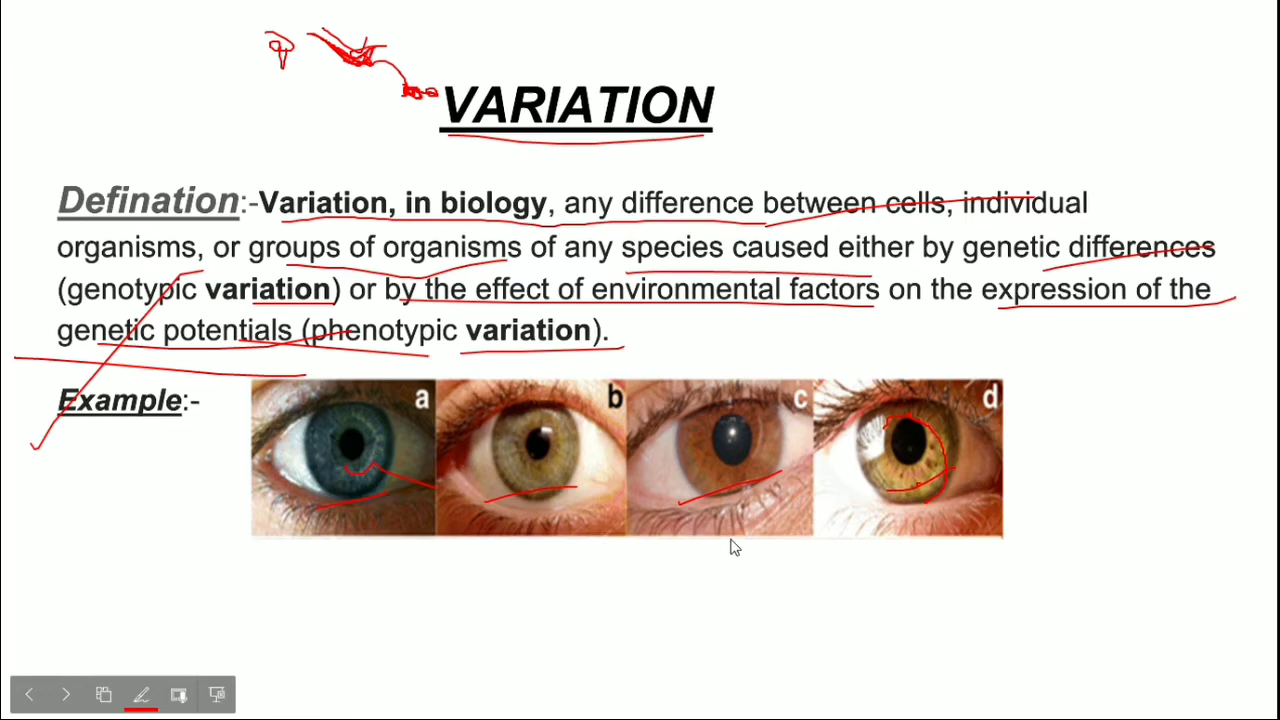 VARIATION
Defination:-Variation, in biology, any difference between cells, individual
organisms, or groups of organisms of any species caused either by genetic differences
(genotypic variation) or by the effect of environmental factors on the expression of the
genetic potentials (phenotypic variation).
Example:-
a b c d